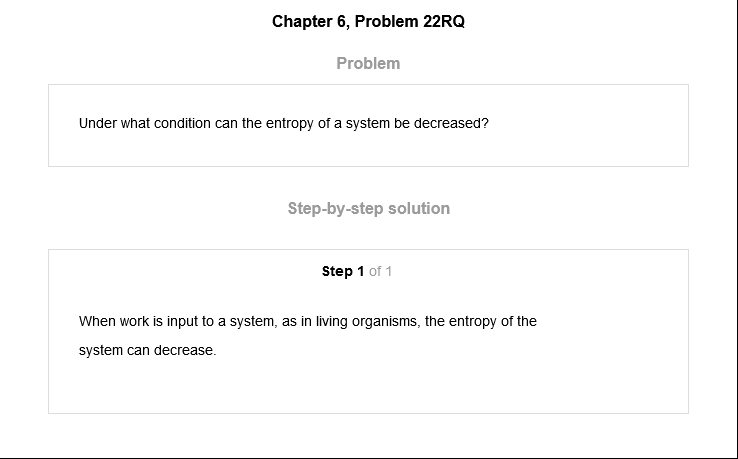 Chapter 6, Problem 22RQ
Problem
Under what condition can the entropy of a system be decreased?
Step-by-step solution
Step 1 of 1
When work is input to a system, as in living organisms, the entropy of the
system can decrease.